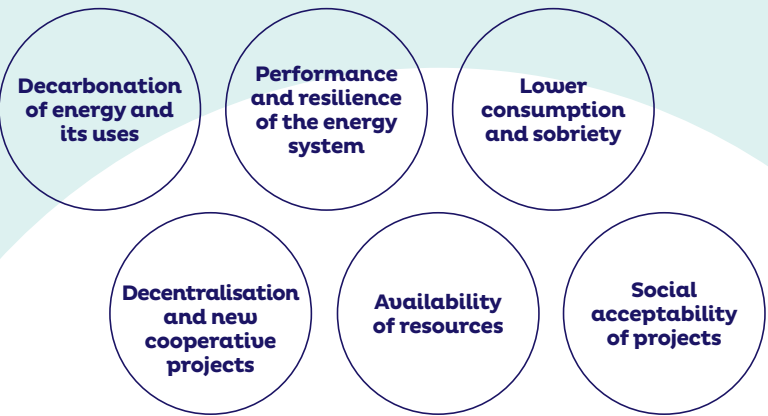 Decarbonation
of energy and
its uses
Performance
and resilience
of the energy
system
Lower
consumption
and sobriety
Decentralisation
and new
cooperative
projects
Availability
of resources
Social
acceptability
of projects